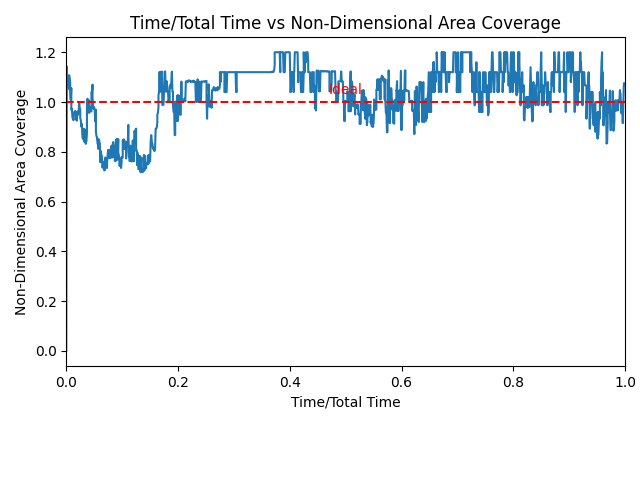 Time/Total Time vs Non-Dimensional Area Coverage
Non-Dimensional Area Coverage
1.2
1.0
0.8
0.6
0.4
0.2
0.0
Ideal
0.0 0.2 0.4 0.6 0.8 1.0
Time/Total Time